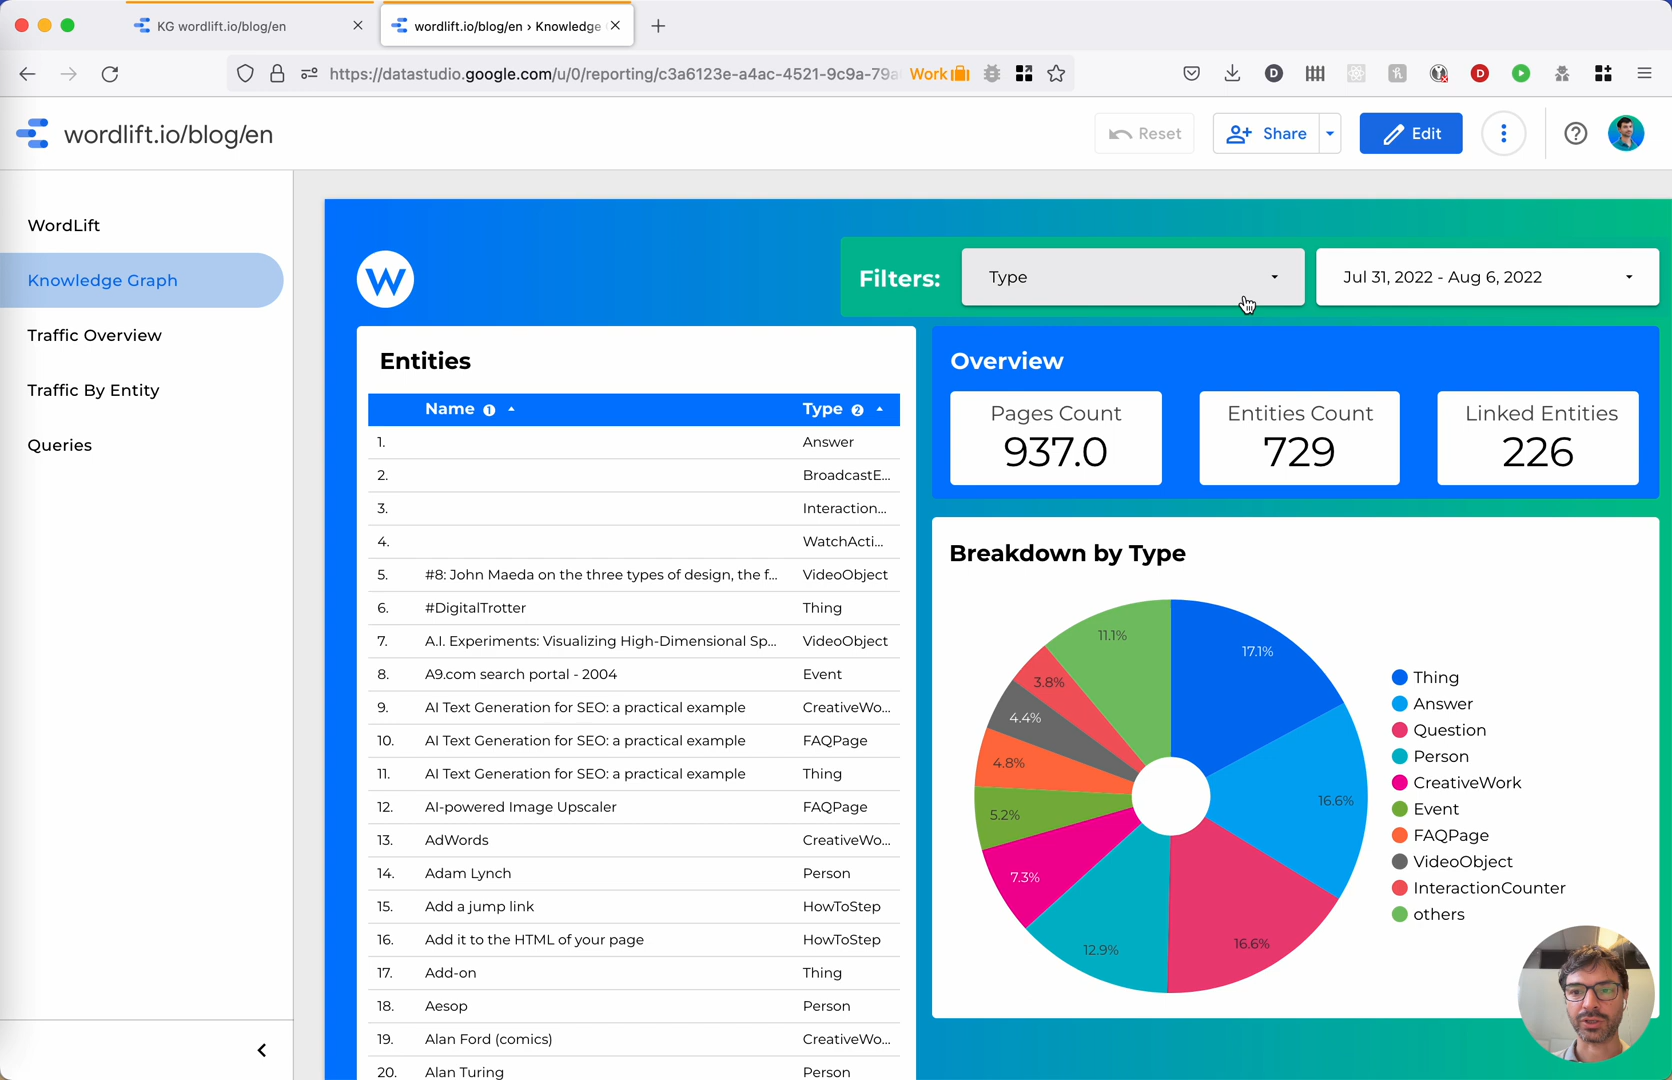 KG wordlift.io/blog/en
wordlift.io/blog/en › Knowledge
https://datastudio.google.com/u/0/reporting/c3a6123e-a4ac-4521-9c9a-79a
Work
wordlift.io/blog/en
Reset
Share
Edit
WordLift
Knowledge Graph
Traffic Overview
Traffic By Entity
Queries
W
Filters:
Type
Jul 31, 2022 - Aug 6, 2022
Entities
Name 1 Type 2
1. Answer
2. BroadcastE...
3. Interaction...
4. WatchActi...
5. #8: John Maeda on the three types of design, the f... VideoObject
6. #DigitalTrotter Thing
7. A.I. Experiments: Visualizing High-Dimensional Sp... VideoObject
8. A9.com search portal - 2004 Event
9. AI Text Generation for SEO: a practical example CreativeWo...
10. AI Text Generation for SEO: a practical example FAQPage
11. AI Text Generation for SEO: a practical example Thing
12. AI-powered Image Upscaler FAQPage
13. AdWords CreativeWo...
14. Adam Lynch Person
15. Add a jump link HowToStep
16. Add it to the HTML of your page HowToStep
17. Add-on Thing
18. Aesop Person
19. Alan Ford (comics) CreativeWo...
20. Alan Turing Person
Overview
Pages Count
937.0
Entities Count
729
Linked Entities
226
Breakdown by Type
17.1%
16.6%
16.6%
12.9%
7.3%
5.2%
4.8%
4.4%
3.8%
11.1%
Thing
Answer
Question
Person
CreativeWork
Event
FAQPage
VideoObject
InteractionCounter
others